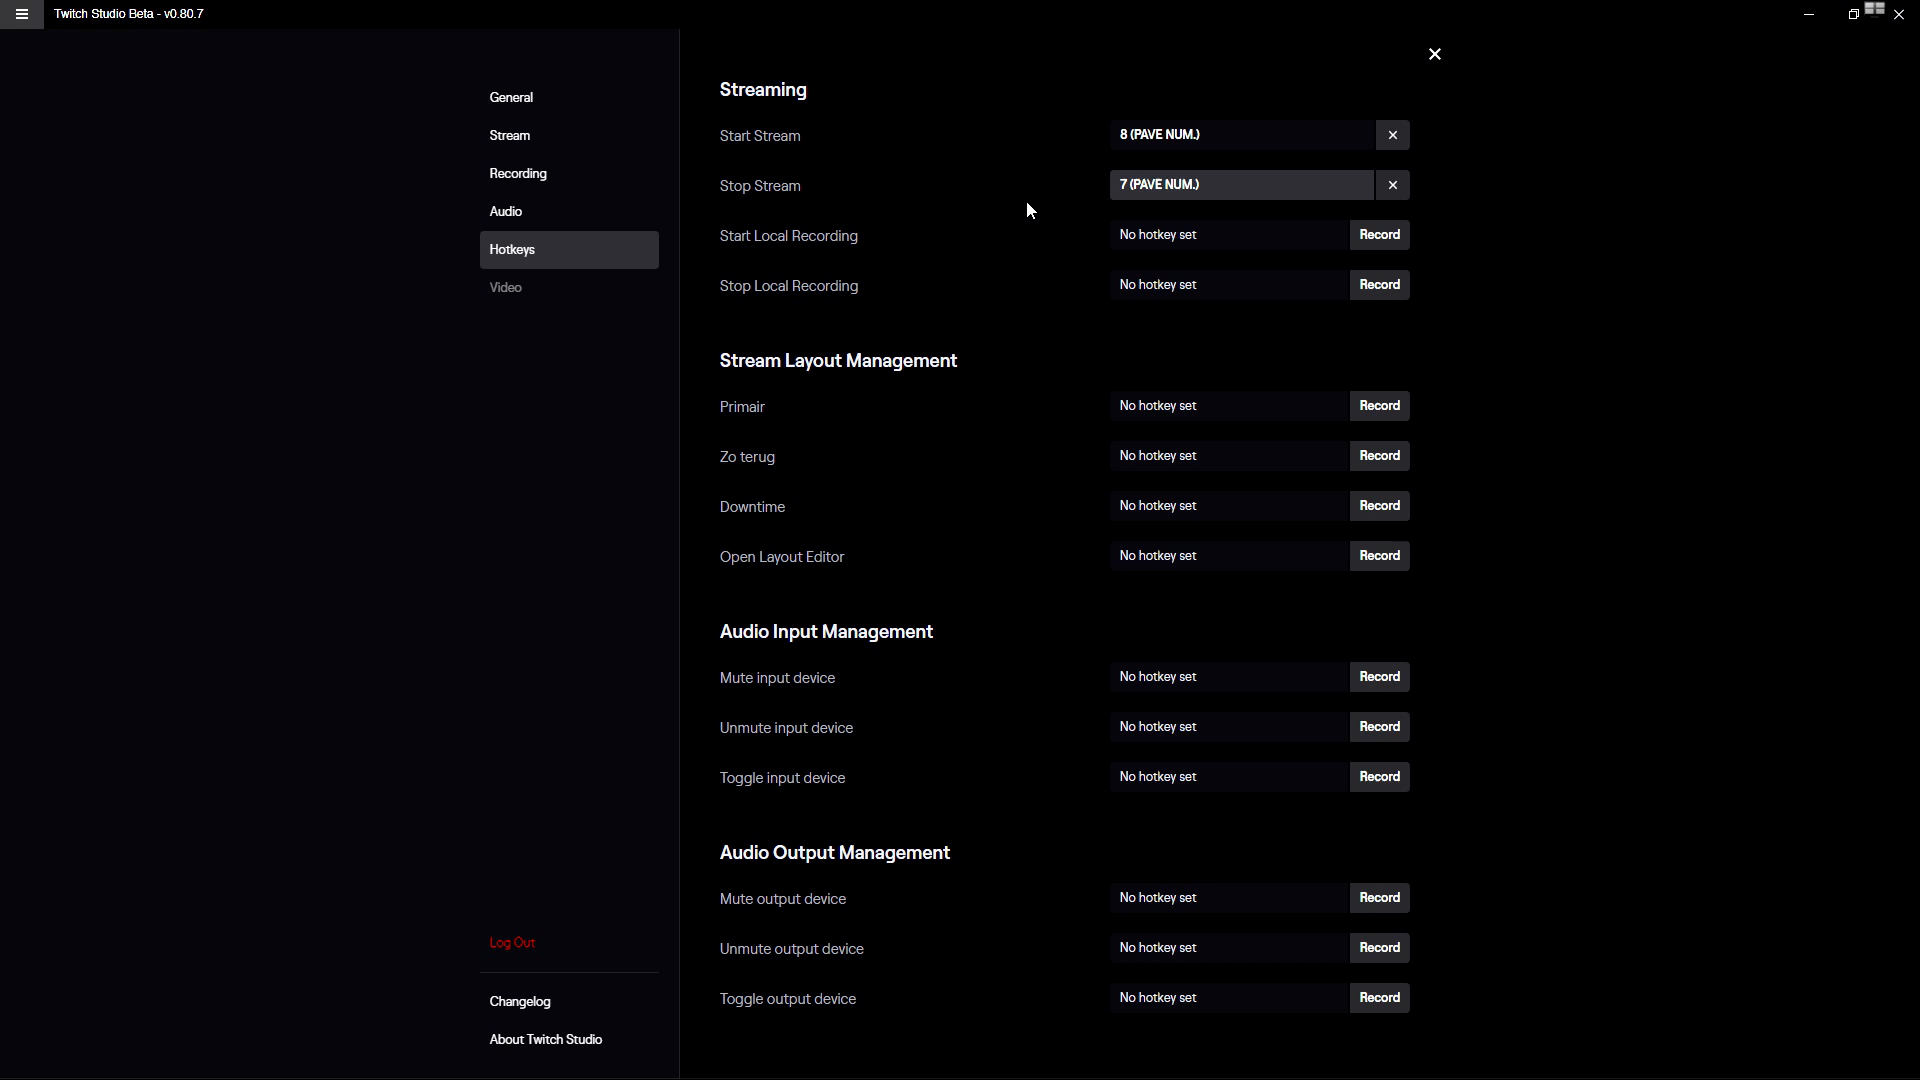 Twitch Studio Beta - v0.80.7
General
Stream
Recording
Audio
Hotkeys
Video
Log Out
Changelog
About Twitch Studio
Streaming
Start Stream 8 (PAVE NUM.)
Stop Stream 7 (PAVE NUM.)
Start Local Recording No hotkey set Record
Stop Local Recording No hotkey set Record
Stream Layout Management
Primair No hotkey set Record
Zo terug No hotkey set Record
Downtime No hotkey set Record
Open Layout Editor No hotkey set Record
Audio Input Management
Mute input device No hotkey set Record
Unmute input device No hotkey set Record
Toggle input device No hotkey set Record
Audio Output Management
Mute output device No hotkey set Record
Unmute output device No hotkey set Record
Toggle output device No hotkey set Record